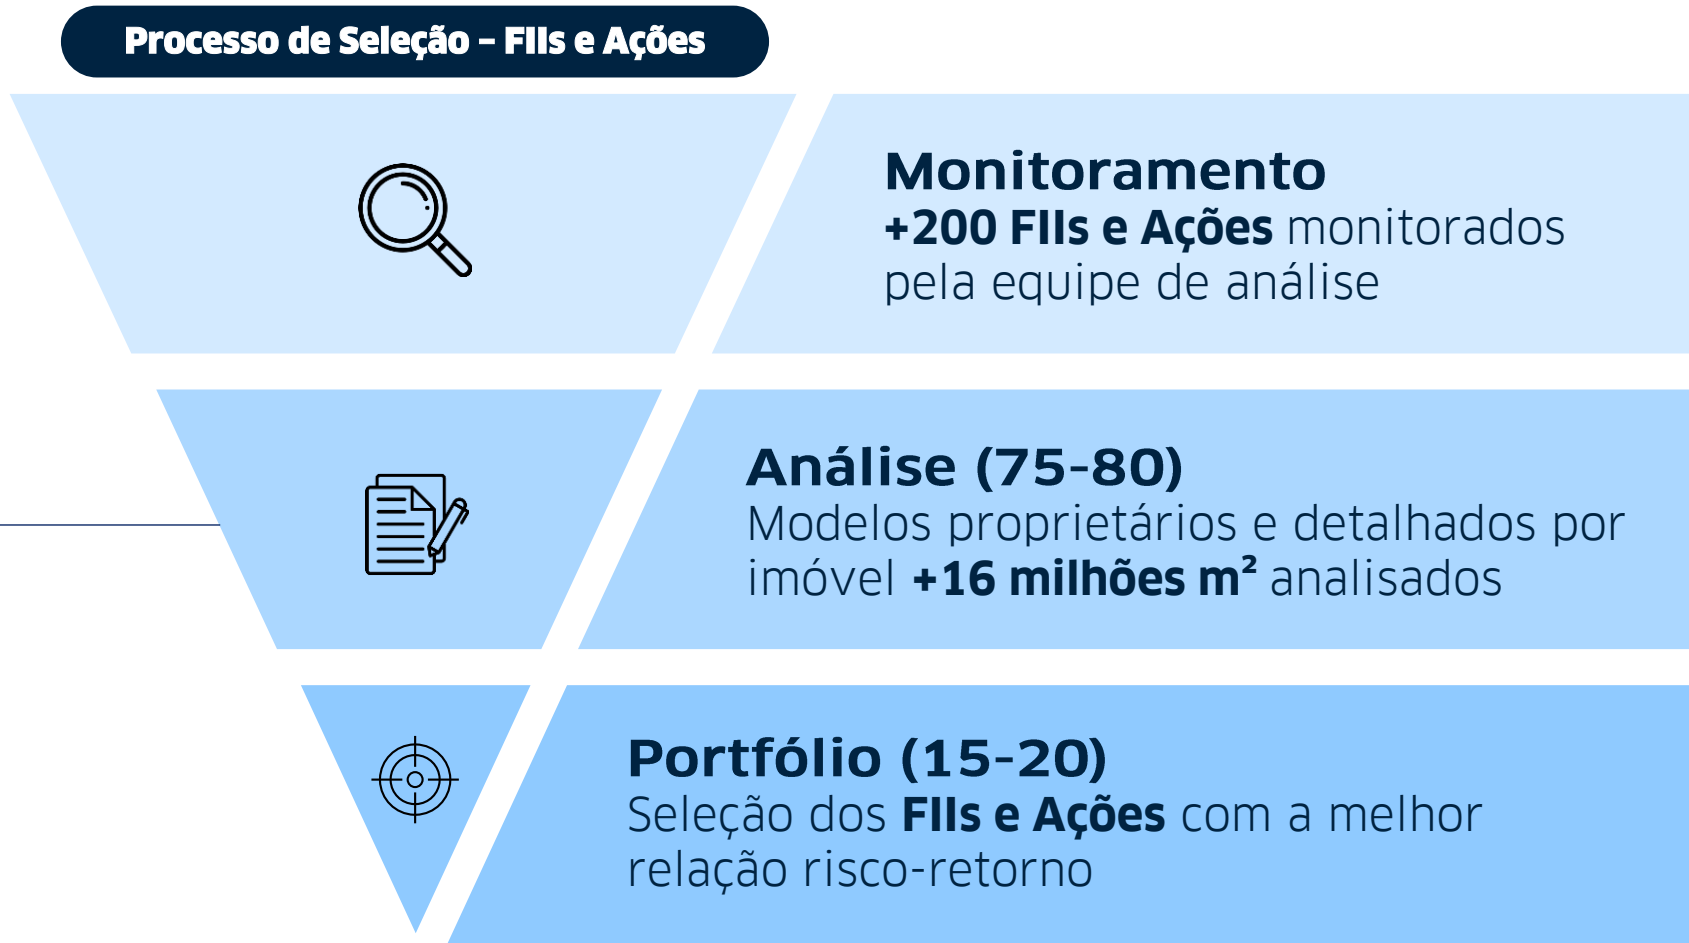 Processo de Seleção – FIIs e Ações
Monitoramento
+200 FIIs e Ações monitorados
pela equipe de análise
Análise (75-80)
Modelos proprietários e detalhados por
imóvel +16 milhões m² analisados
Portfólio (15-20)
Seleção dos FIIs e Ações com a melhor
relação risco-retorno